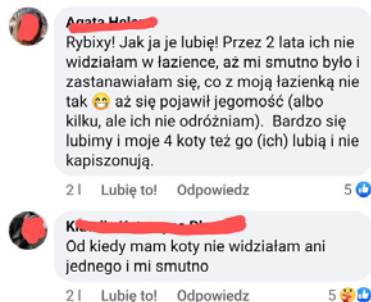 Agata
Rybixy! Jak ja je lubię! Przez 2 lata ich nie
widziałam w łazience, aż mi smutno było i
zastanawiałam się, co z moją łazienką nie
tak 😁 aż się pojawił jegomość (albo
kilku, ale ich nie odróżniam). Bardzo się
lubimy i moje 4 koty też go (ich) lubią i nie
kapiszonują.
2 l Lubię to! Odpowiedz 5
Od kiedy mam koty nie widziałam ani
jednego i mi smutno
2 l Lubię to! Odpowiedz 5